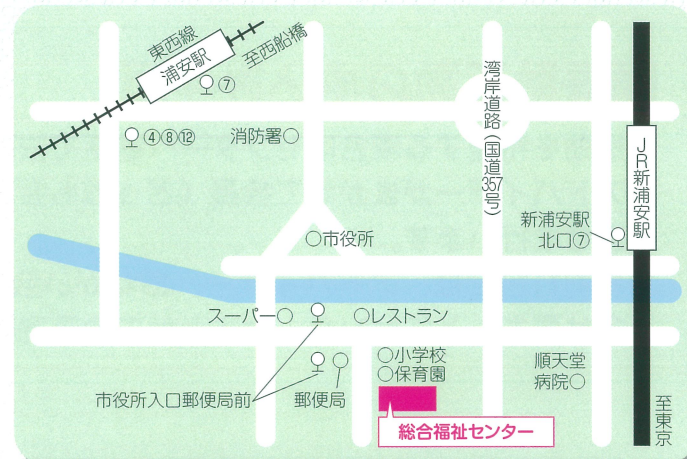 東西線
浦安駅
至西船橋
⑦
④⑧⑫
消防署
湾岸道路(国道357号)
JR新浦安駅
新浦安駅
北口⑦
市役所
スーパー
レストラン
小学校
保育園
順天堂
病院
市役所入口郵便局前
郵便局
総合福祉センター
至東京